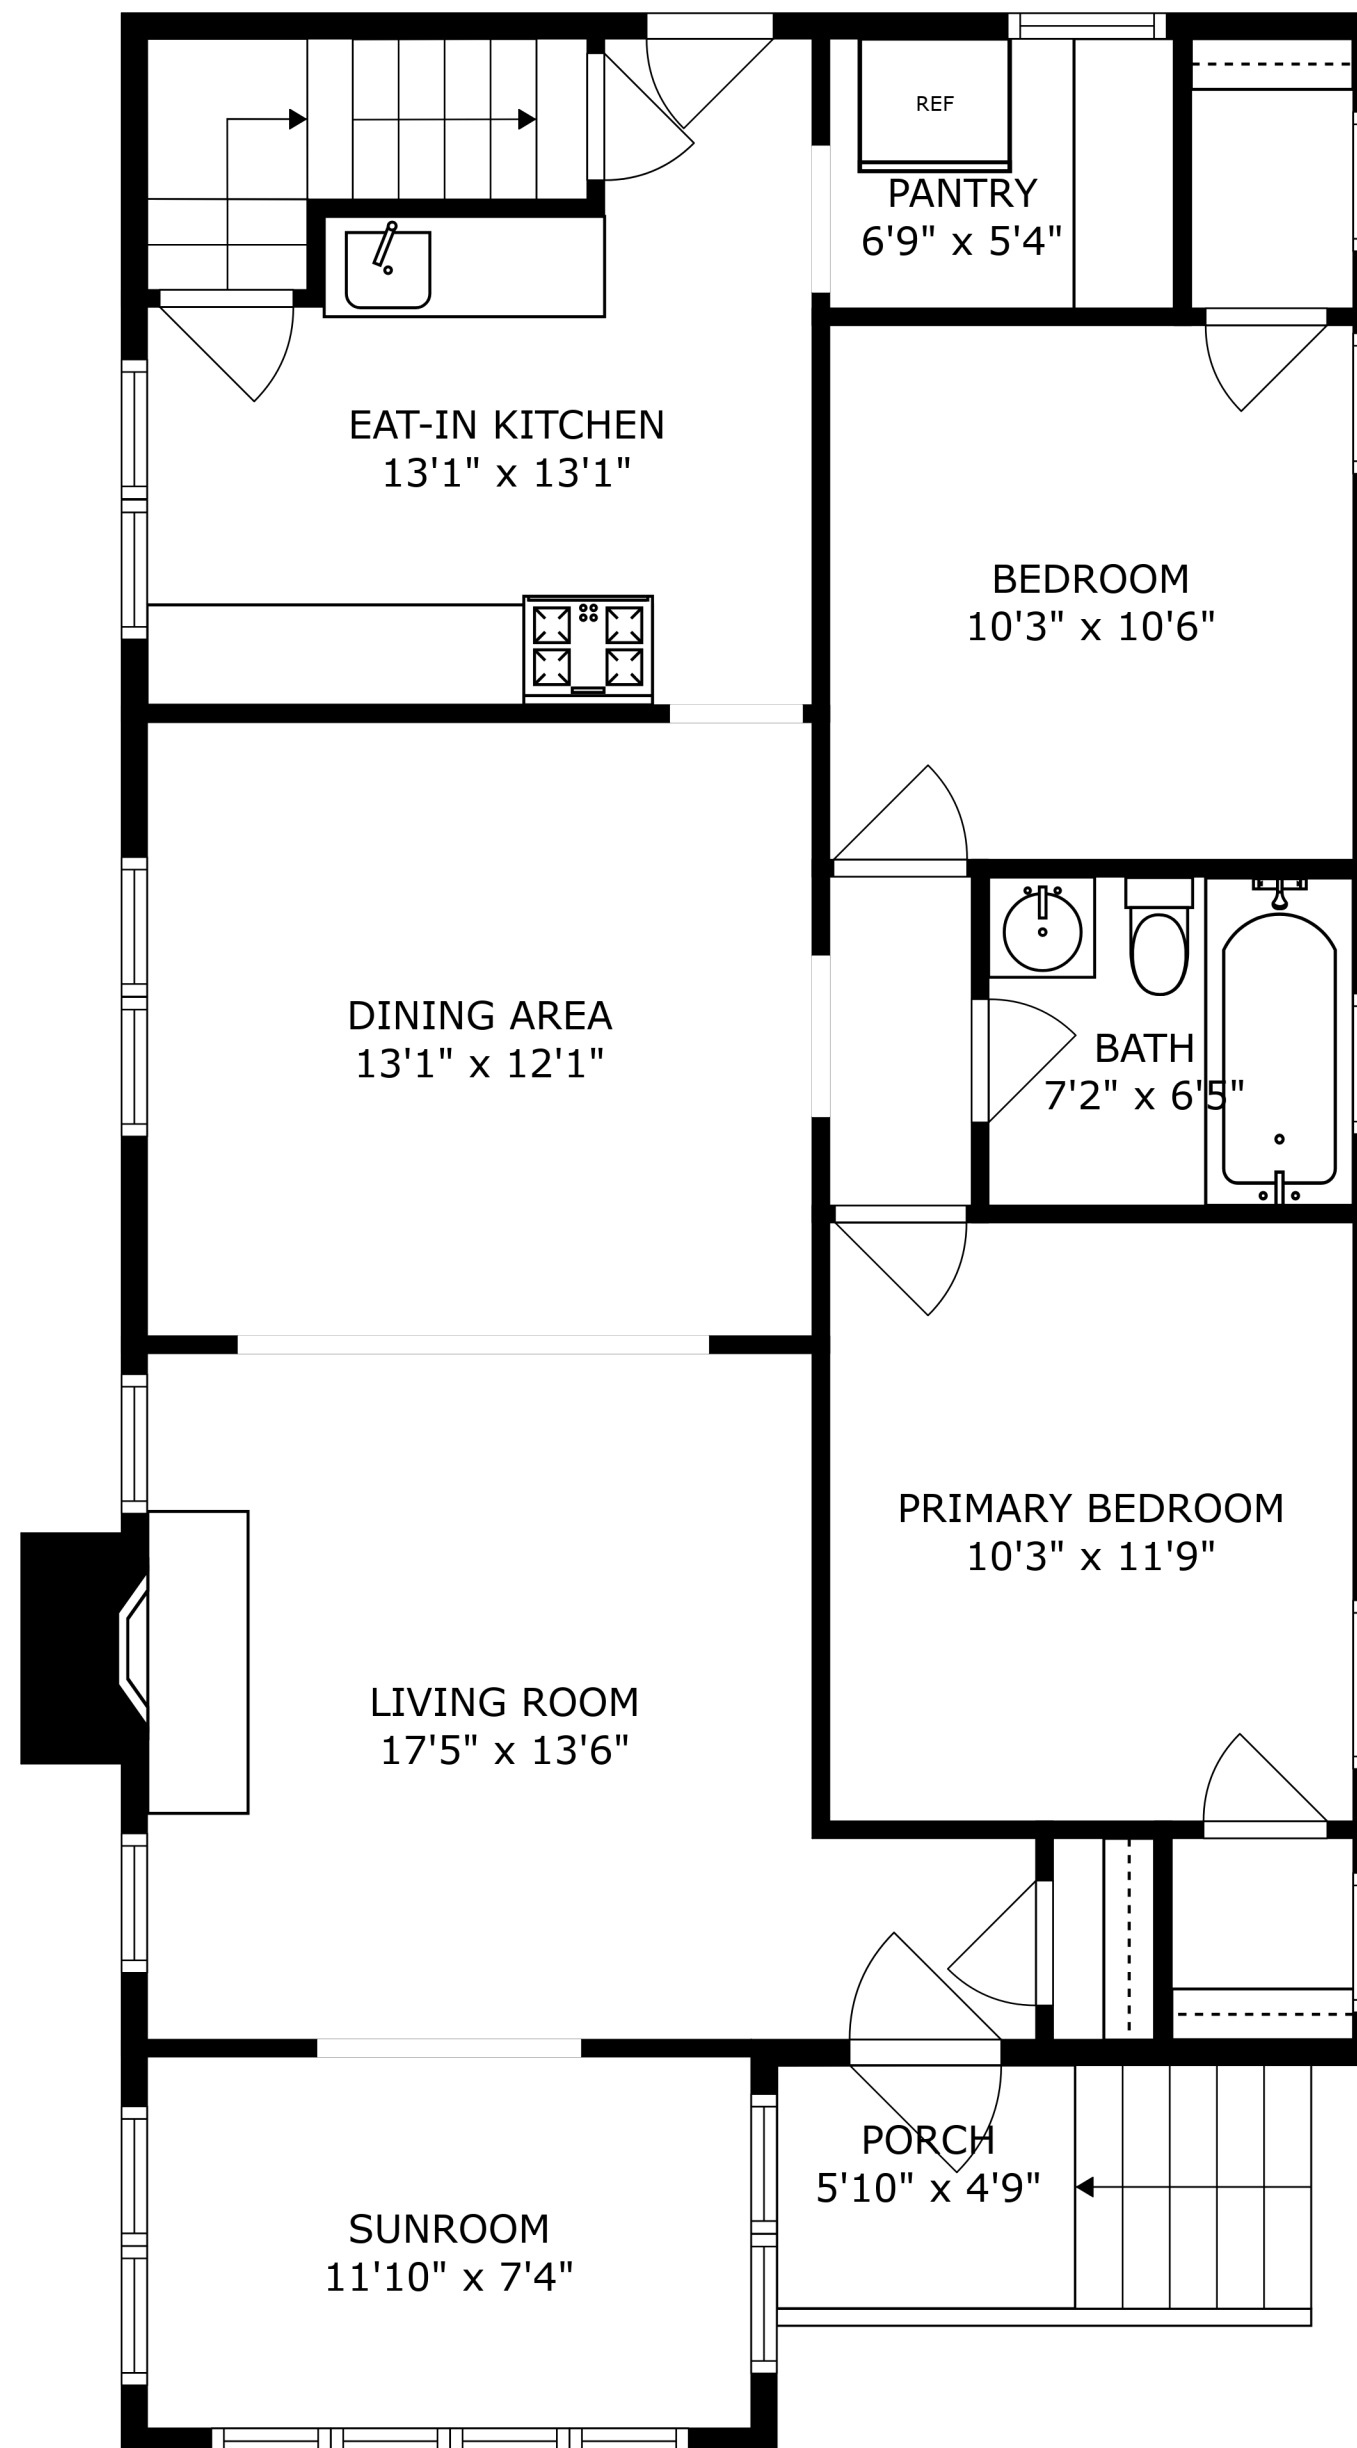 REF
PANTRY
6'9" x 5'4"
EAT-IN KITCHEN
13'1" x 13'1"
BEDROOM
10'3" x 10'6"
DINING AREA
13'1" x 12'1"
BATH
7'2" x 6'5"
PRIMARY BEDROOM
10'3" x 11'9"
LIVING ROOM
17'5" x 13'6"
PORCH
5'10" x 4'9"
SUNROOM
11'10" x 7'4"